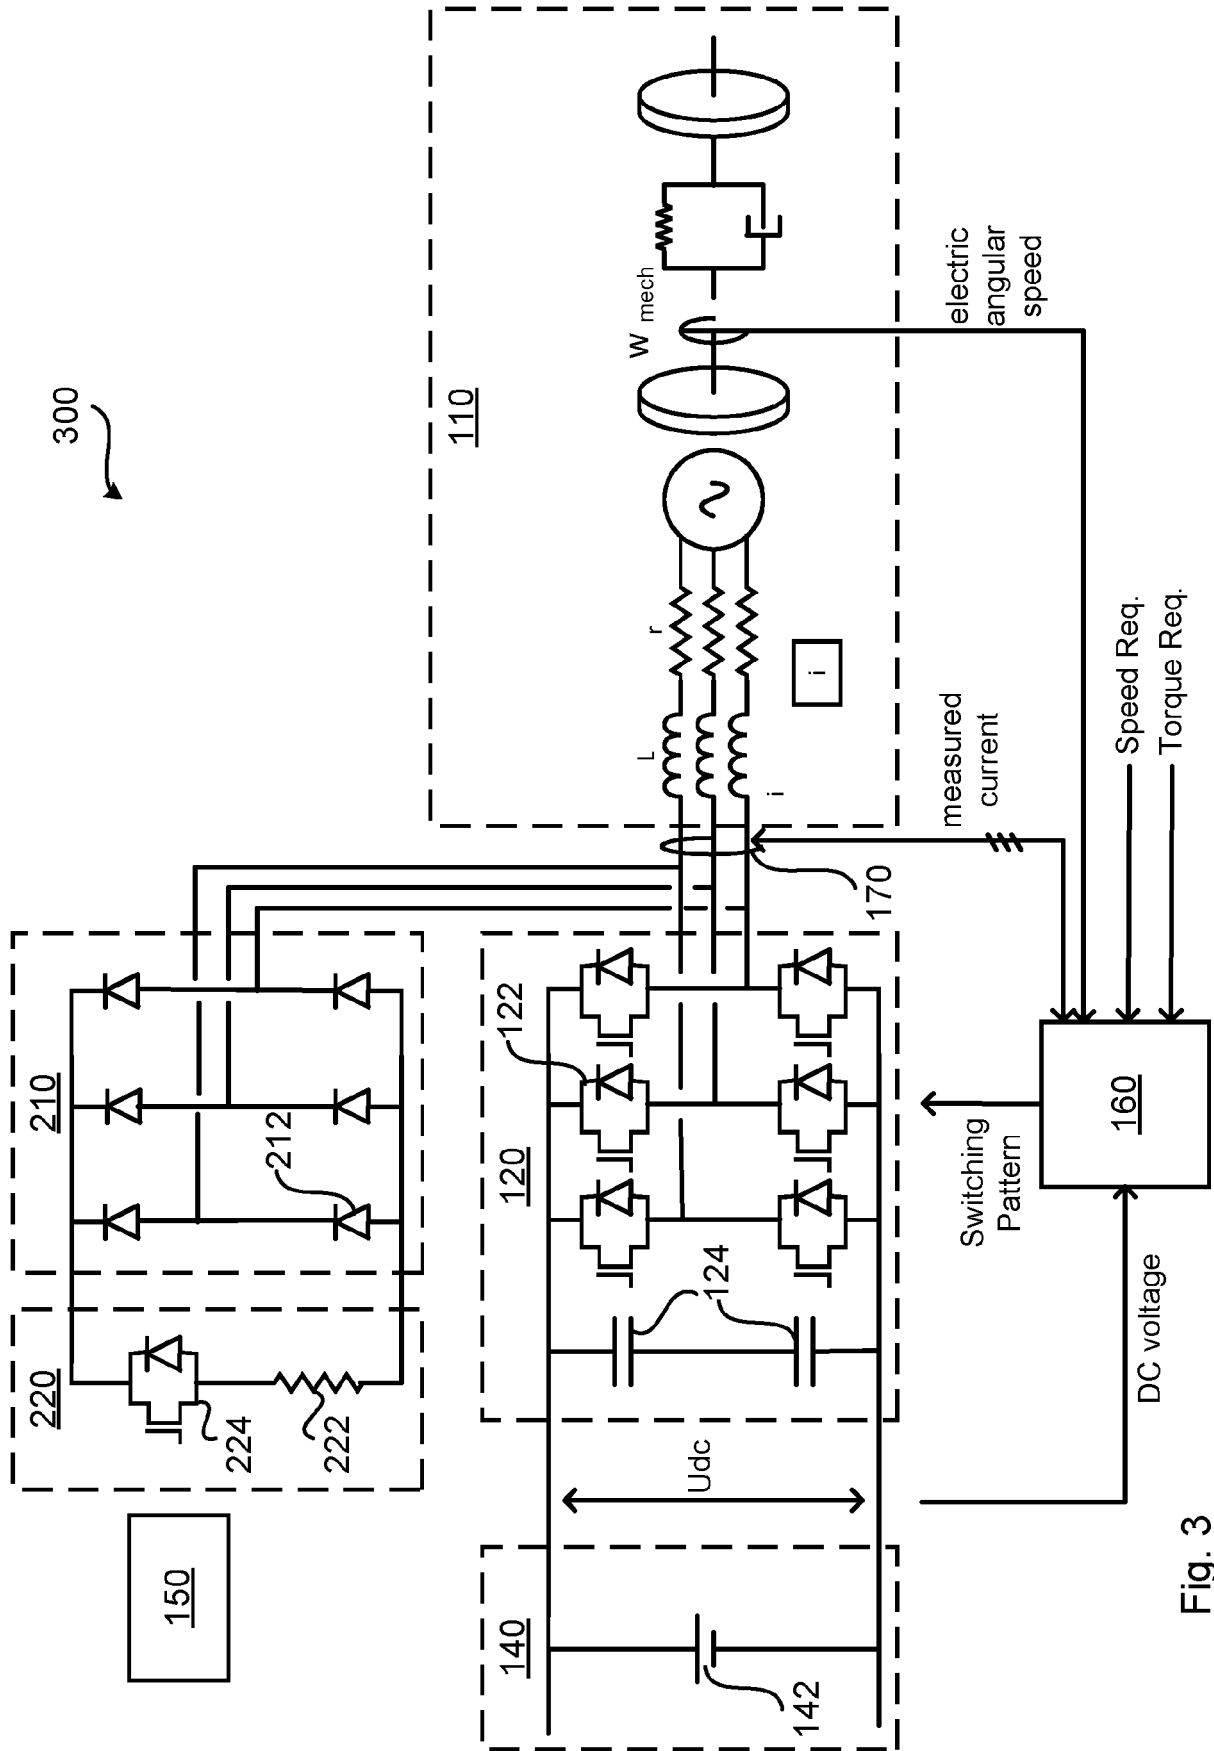 300
150
220
224
222
210
212
140
142
Udc
120
122
124
110
L
r
i
i
W mech
170
measured
current
electric
angular
speed
Switching
Pattern
DC voltage
160
Speed Req.
Torque Req.
Fig. 3